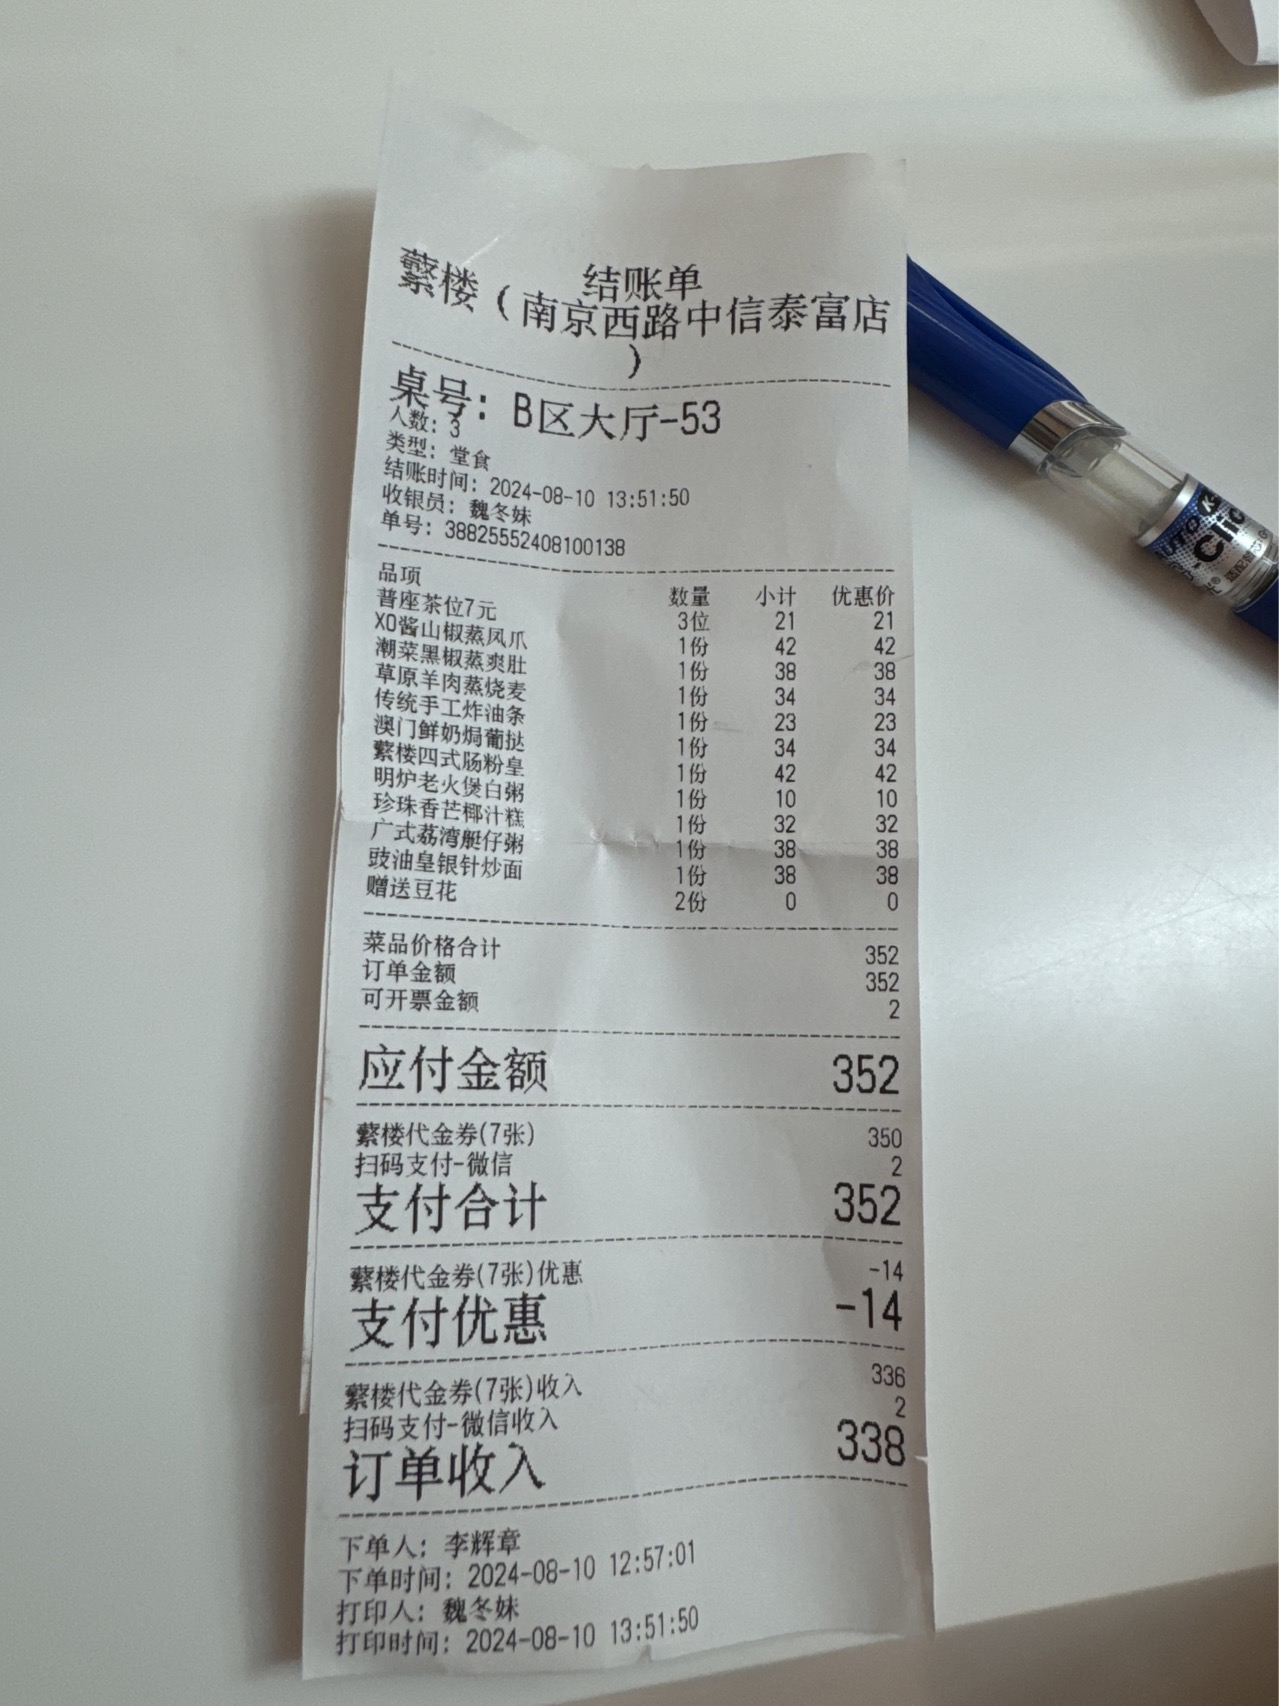 结账单
蘩楼(南京西路中信泰富店
)
桌号: B区大厅-53
人数: 3
类型: 堂食
结账时间: 2024-08-10 13:51:50
收银员: 魏冬妹
单号: 388255552408100138
品项 数量 小计 优惠价
普座茶位7元 3位 21 21
XO酱山椒蒸凤爪 1份 42 42
潮菜黑椒蒸爽肚 1份 38 38
草原羊肉蒸烧麦 1份 34 34
传统手工炸油条 1份 23 23
澳门鲜奶焗葡挞 1份 34 34
蘩楼四式肠粉皇 1份 42 42
明炉老火煲白粥 1份 10 10
珍珠香芒椰汁糕 1份 32 32
广式荔湾艇仔粥 1份 38 38
豉油皇银针炒面 1份 38 38
赠送豆花 2份 0 0
菜品价格合计 352
订单金额 352
可开票金额 2
应付金额 352
蘩楼代金券(7张) 350
扫码支付-微信 2
支付合计 352
蘩楼代金券(7张)优惠 -14
支付优惠 -14
蘩楼代金券(7张)收入 336
扫码支付-微信收入 2
订单收入 338
下单人: 李辉章
下单时间: 2024-08-10 12:57:01
打印人: 魏冬妹
打印时间: 2024-08-10 13:51:50